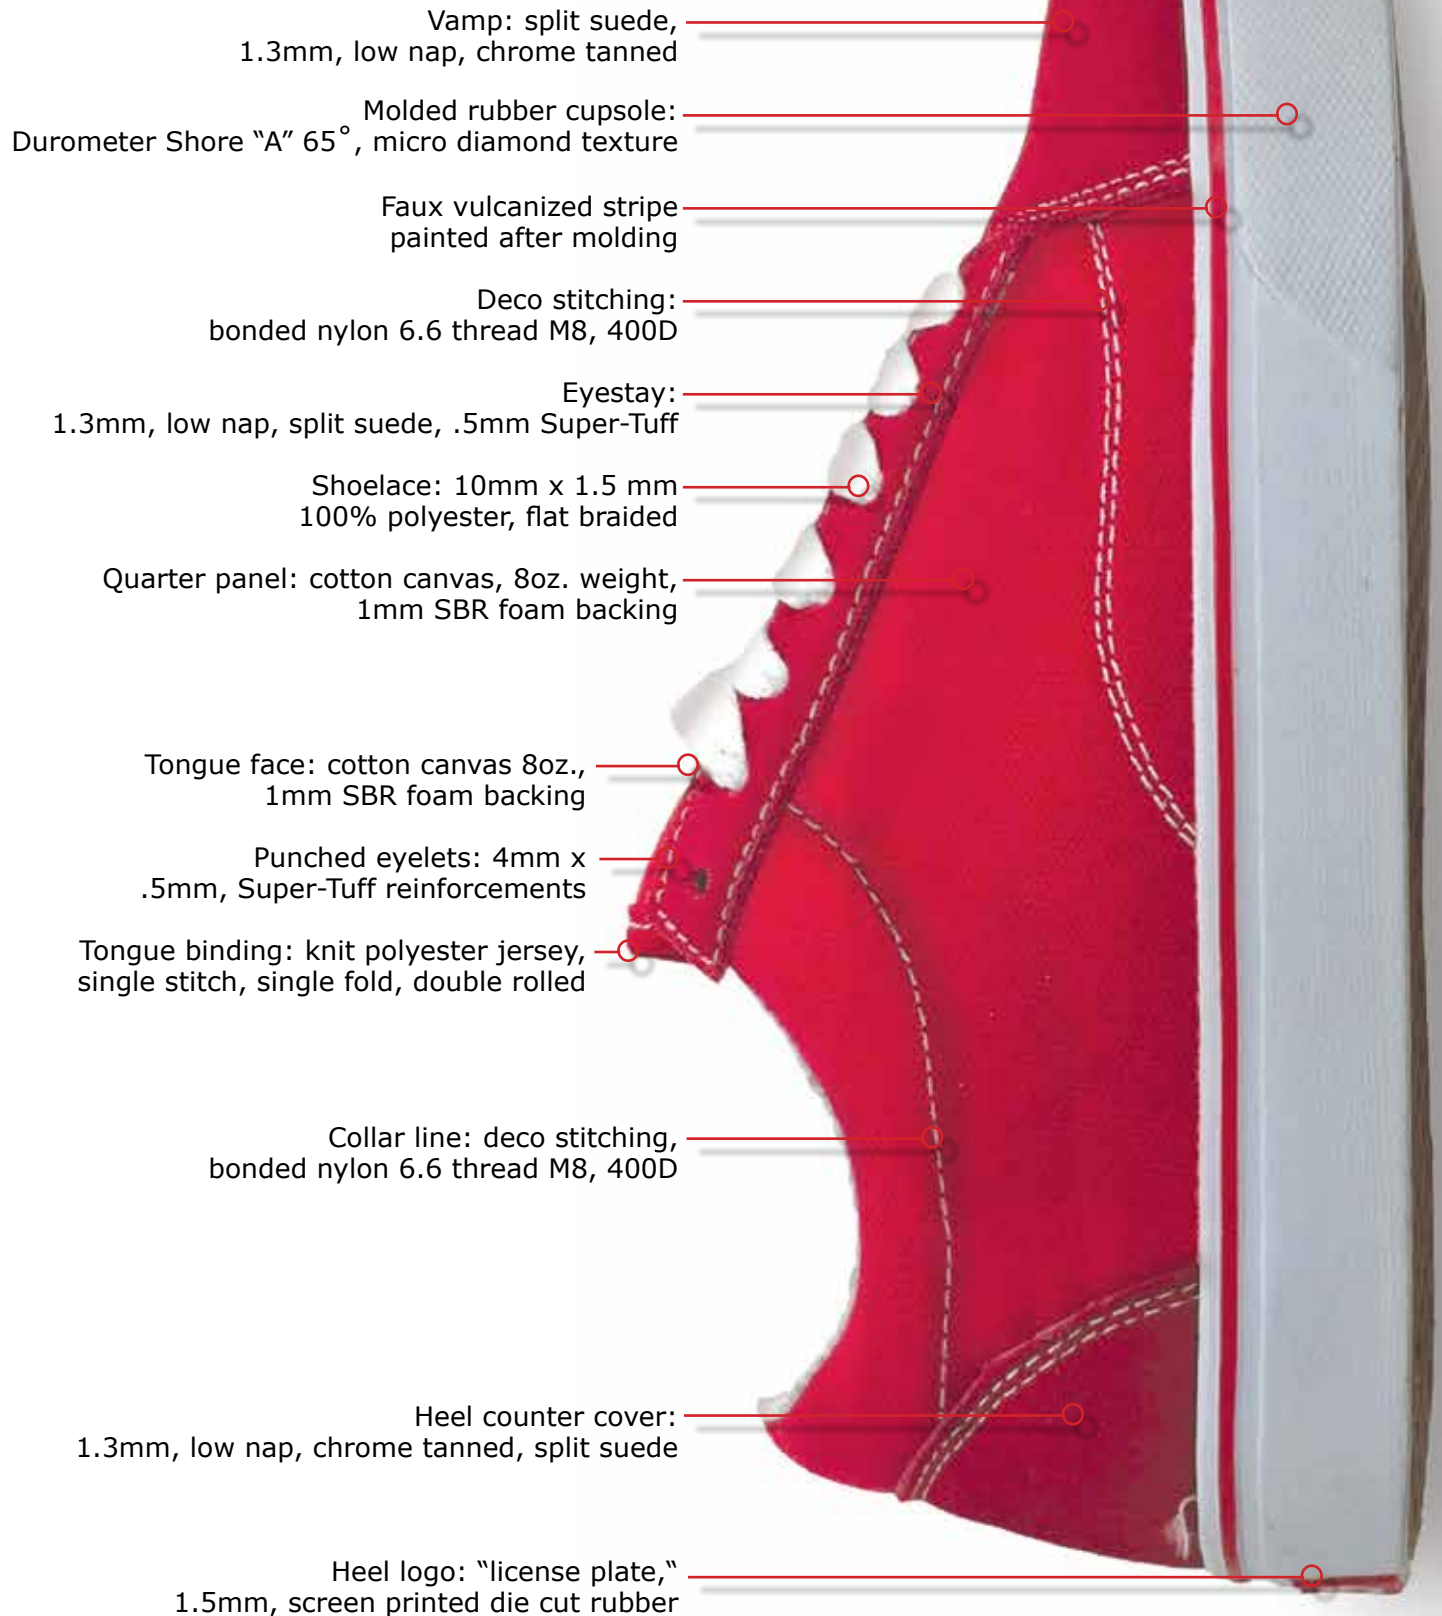 Vamp: split suede,
1.3mm, low nap, chrome tanned
Molded rubber cupsole:
Durometer Shore “A” 65˚, micro diamond texture
Faux vulcanized stripe
painted after molding
Deco stitching:
bonded nylon 6.6 thread M8, 400D
Eyestay:
1.3mm, low nap, split suede, .5mm Super-Tuff
Shoelace: 10mm x 1.5 mm
100% polyester, flat braided
Quarter panel: cotton canvas, 8oz. weight,
1mm SBR foam backing
Tongue face: cotton canvas 8oz.,
1mm SBR foam backing
Punched eyelets: 4mm x
.5mm, Super-Tuff reinforcements
Tongue binding: knit polyester jersey,
single stitch, single fold, double rolled
Collar line: deco stitching,
bonded nylon 6.6 thread M8, 400D
Heel counter cover:
1.3mm, low nap, chrome tanned, split suede
Heel logo: “license plate,“
1.5mm, screen printed die cut rubber